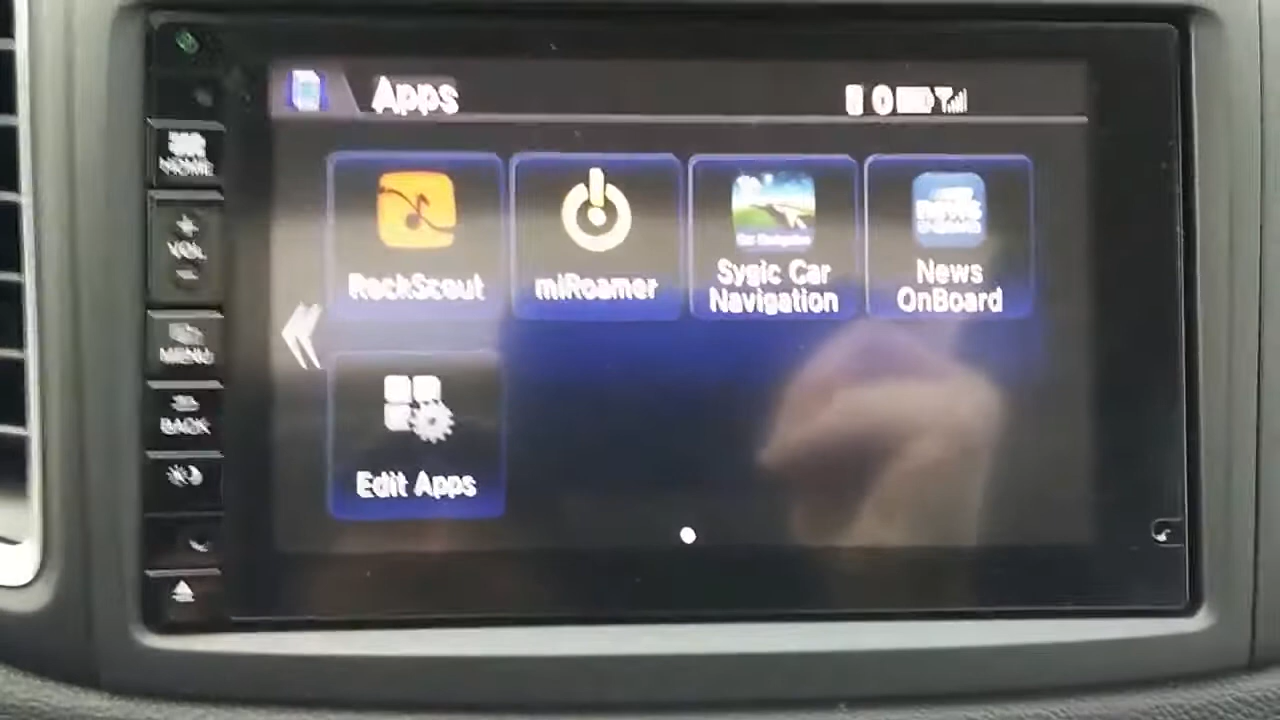 Apps
HOME
VOL
MENU
BACK
RockScout
miRoamer
Sygic Car
Navigation
News
OnBoard
Edit Apps